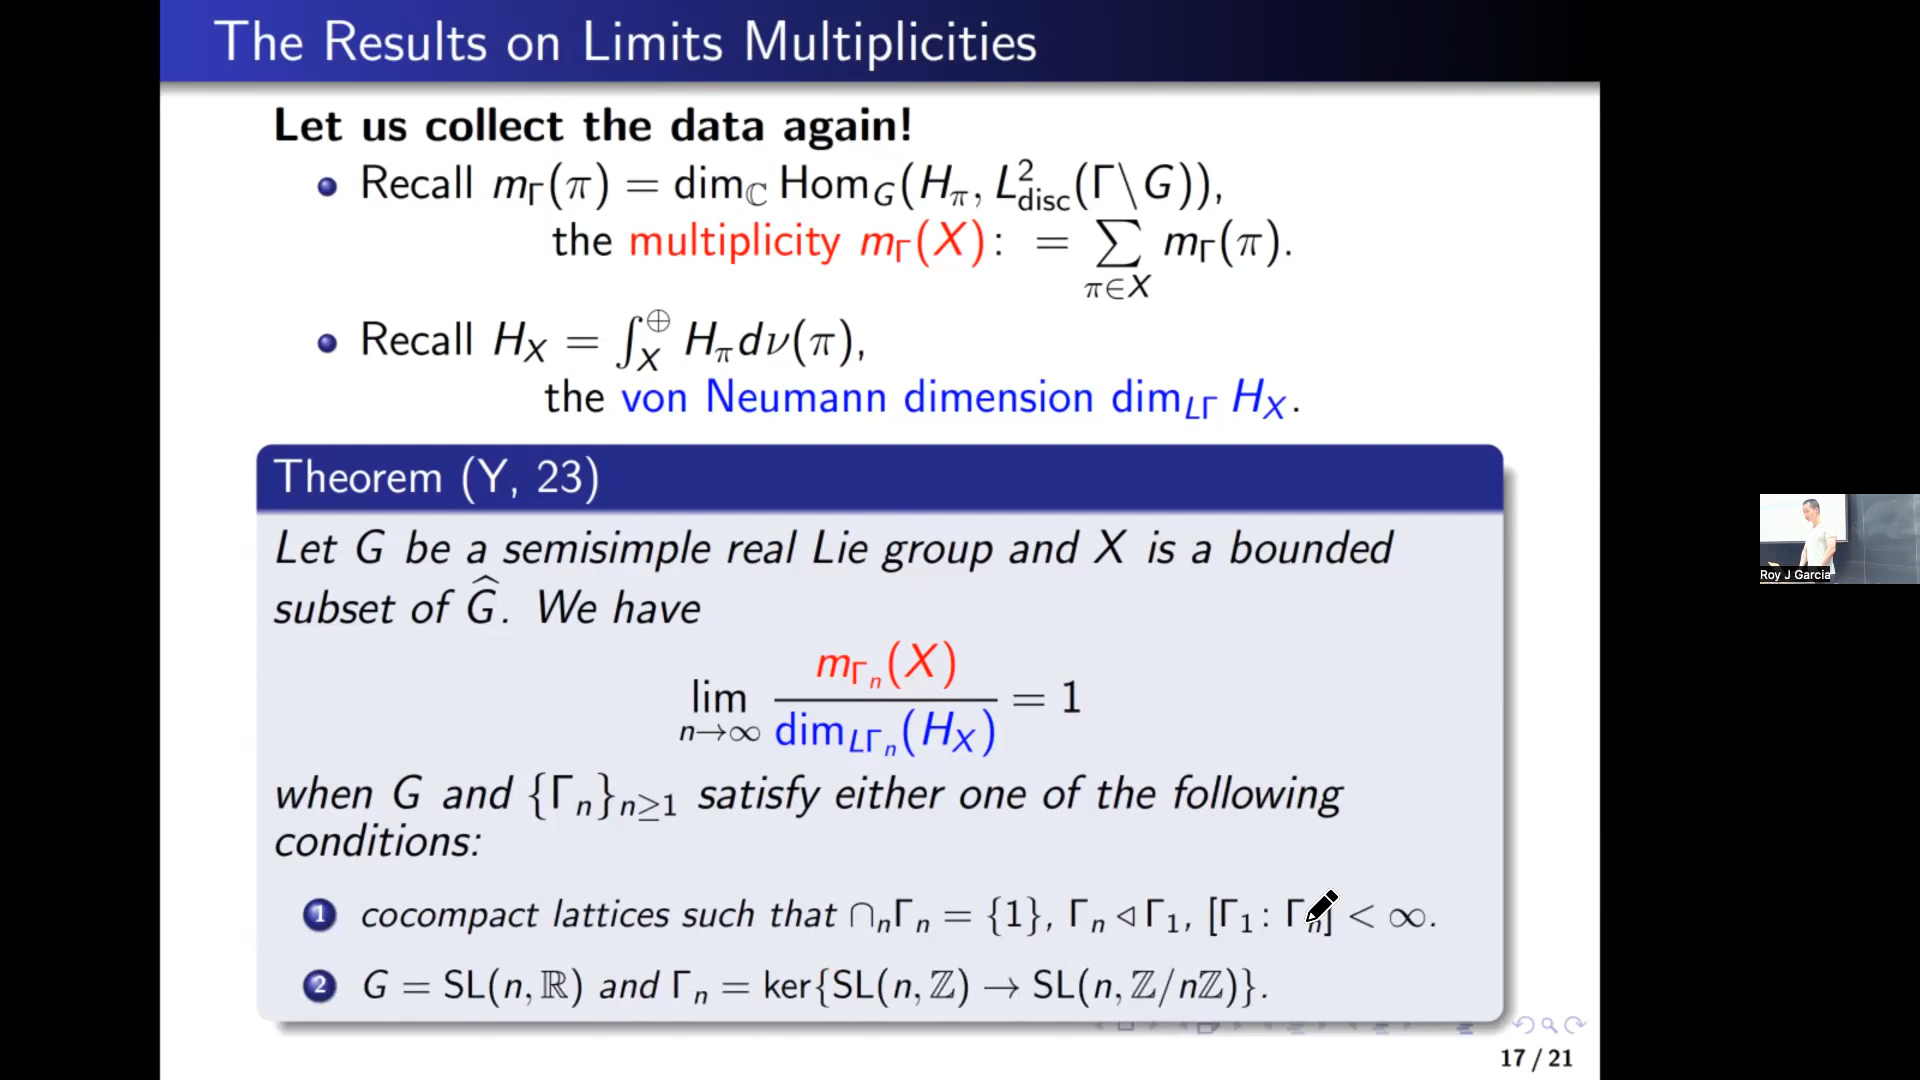 The Results on Limits Multiplicities
Let us collect the data again!
Recall m_Γ(π) = dim_ℂ Hom_G(H_π, L²_disc(Γ\G)),
the multiplicity m_Γ(X): = ∑_{π∈X} m_Γ(π).
Recall H_X = ∫_X^⊕ H_π dν(π),
the von Neumann dimension dim_{LΓ} H_X.
Theorem (Y, 23)
Let G be a semisimple real Lie group and X is a bounded
subset of Ĝ. We have
lim_{n→∞} m_{Γ_n}(X) / dim_{LΓ_n}(H_X) = 1
when G and {Γ_n}_{n≥1} satisfy either one of the following
conditions:
1 cocompact lattices such that ∩_nΓ_n = {1}, Γ_n ◁ Γ_1, [Γ_1 : Γ_n] < ∞.
2 G = SL(n, ℝ) and Γ_n = ker{SL(n, ℤ) → SL(n, ℤ/nℤ)}.
17 / 21
Roy J Garcia